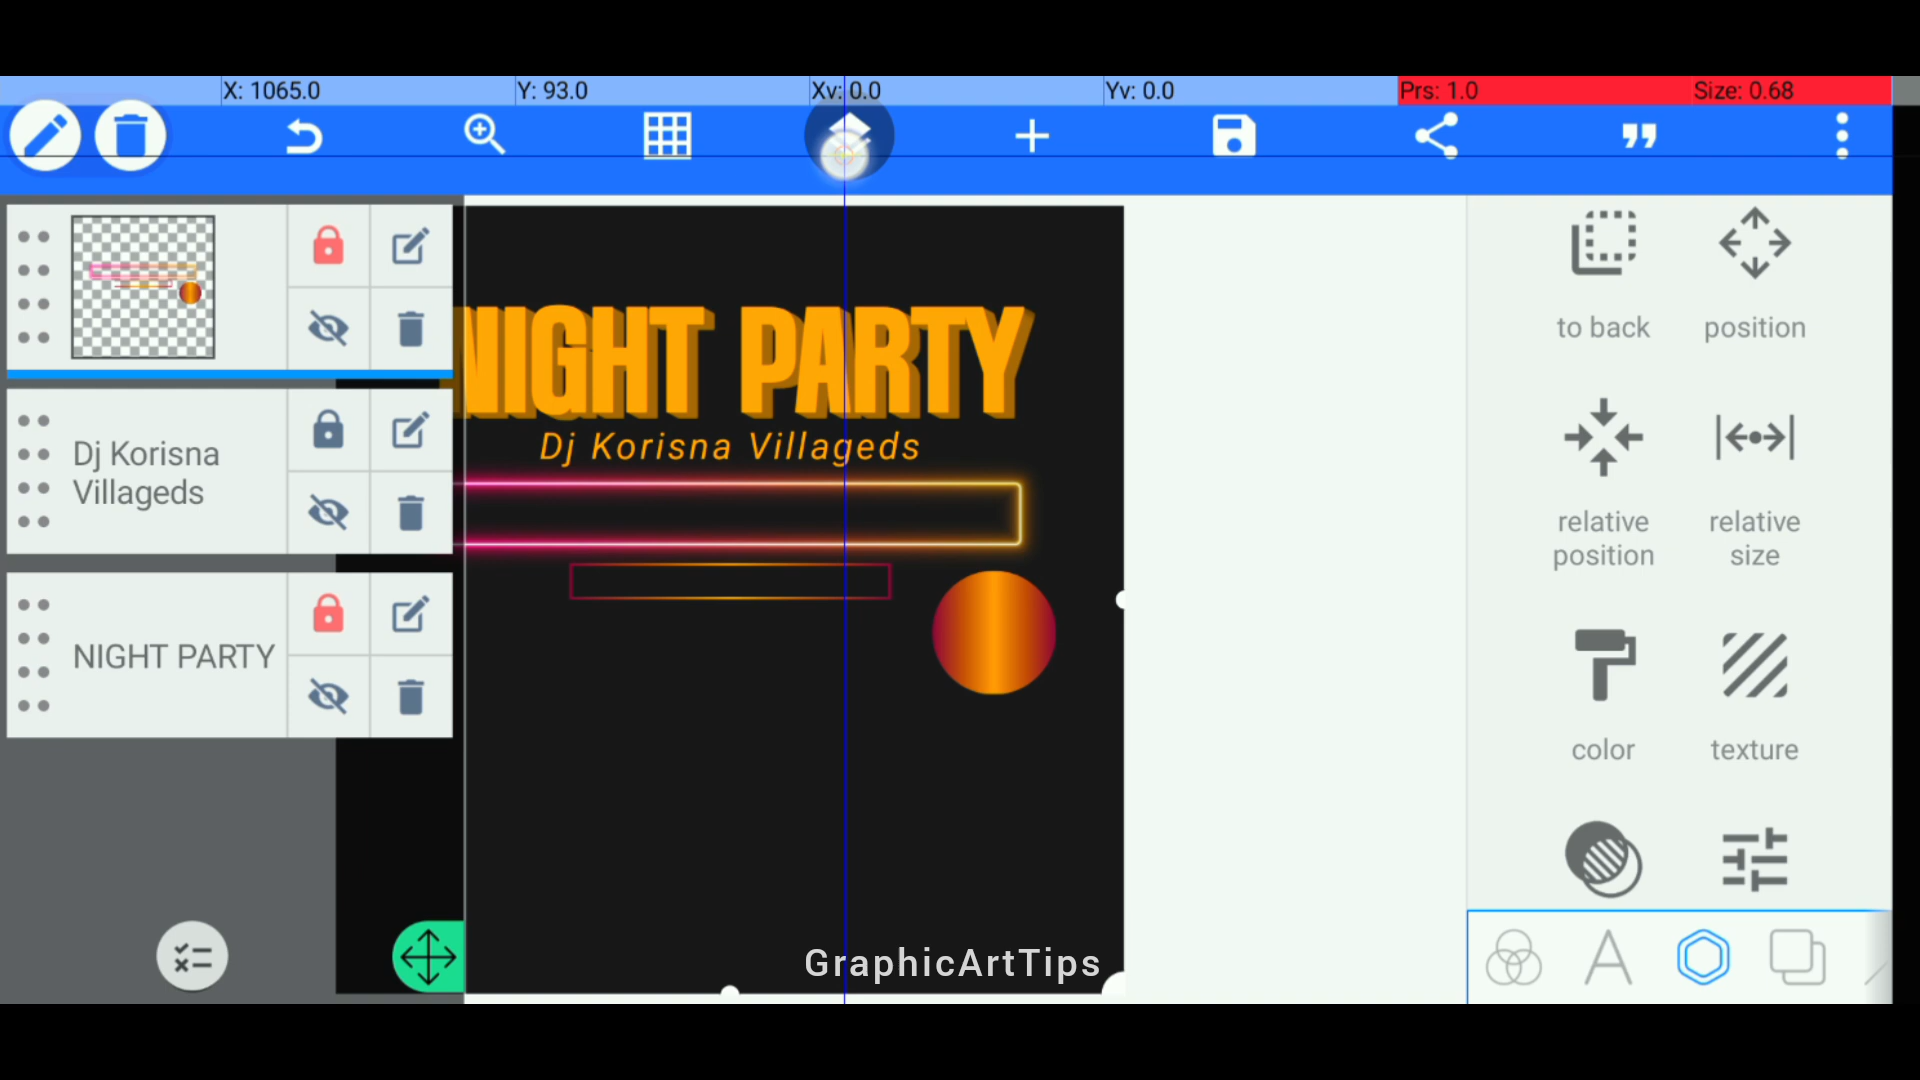 X: 1065.0
Y: 93.0
Xv: 0.0
Yv: 0.0
Prs: 1.0
Size: 0.68
NIGHT PARTY
Dj Korisna Villageds
Dj Korisna
Villageds
NIGHT PARTY
GraphicArtTips
to back
position
relative
position
relative
size
color
texture